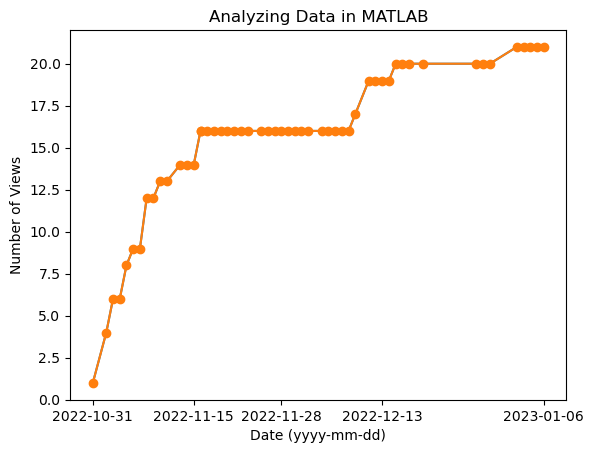 Analyzing Data in MATLAB
Number of Views
20.0
17.5
15.0
12.5
10.0
7.5
5.0
2.5
0.0
2022-10-31 2022-11-15 2022-11-28 2022-12-13 2023-01-06
Date (yyyy-mm-dd)